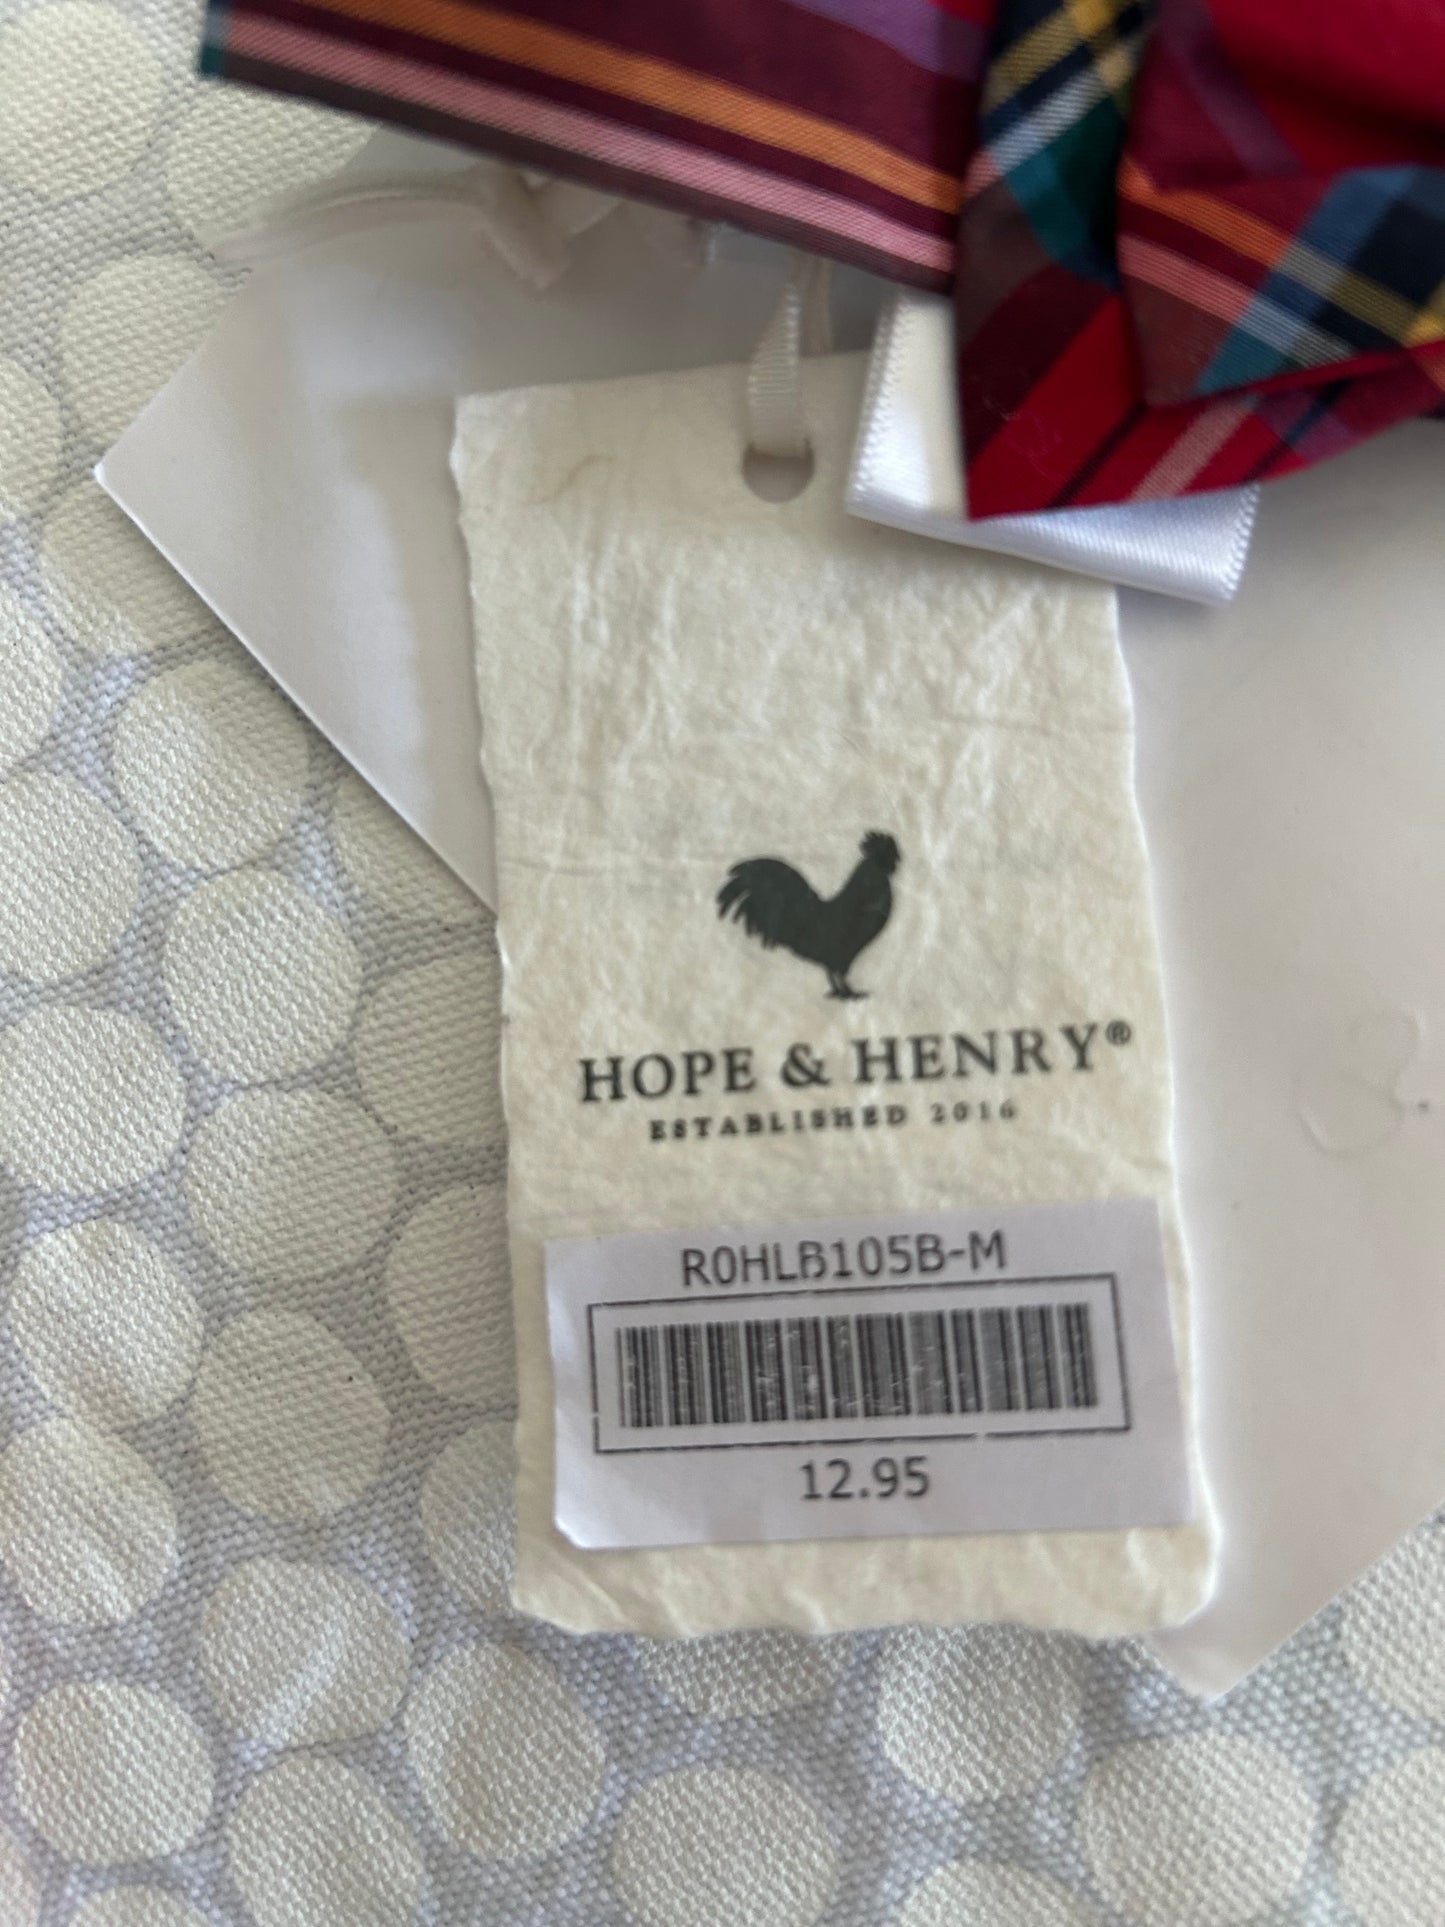 HOPE & HENRY®
ESTABLISHED 2016
R0HLB105B-M
12.95